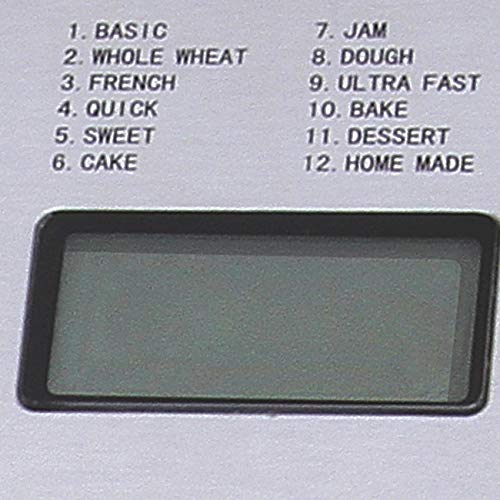 1. BASIC
2. WHOLE WHEAT
3. FRENCH
4. QUICK
5. SWEET
6. CAKE
7. JAM
8. DOUGH
9. ULTRA FAST
10. BAKE
11. DESSERT
12. HOME MADE